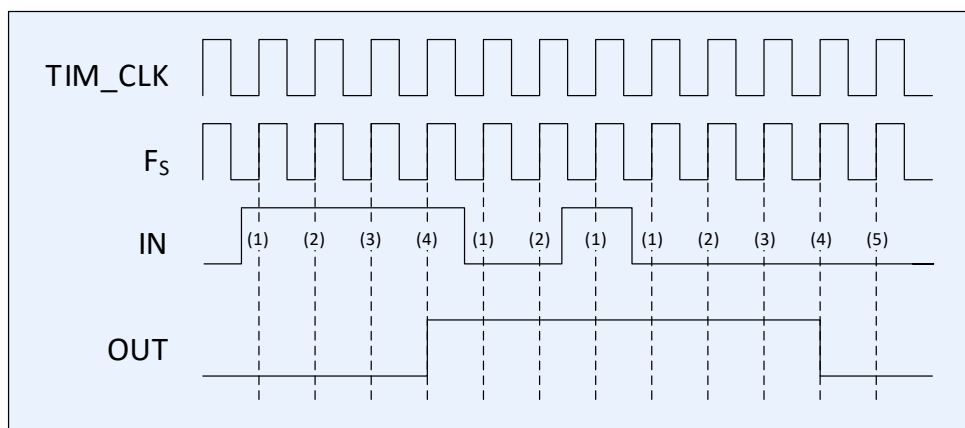 TIM_CLK
FS
IN (1) (2) (3) (4) (1) (2) (1) (1) (2) (3) (4) (5)
OUT